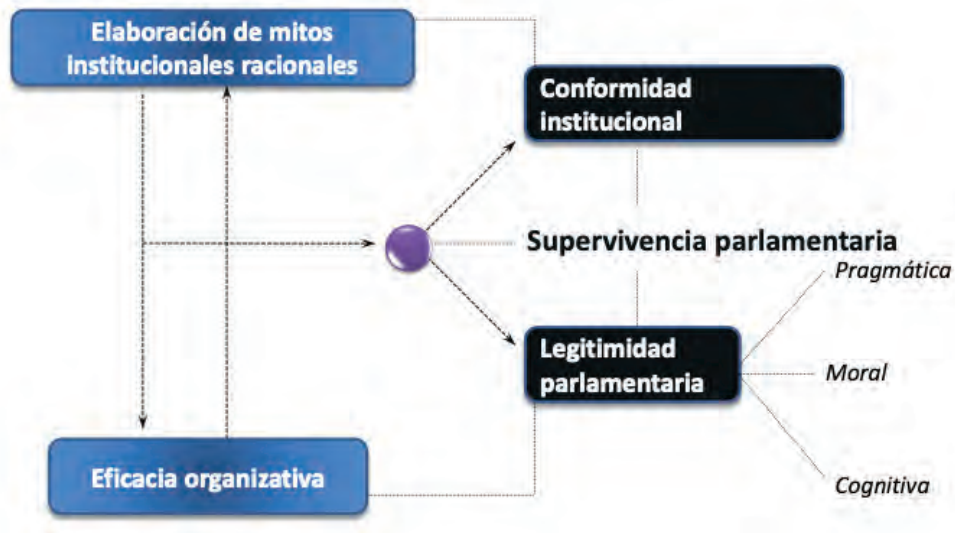 Elaboración de mitos
institucionales racionales
Conformidad
institucional
Supervivencia parlamentaria
Pragmática
Legitimidad
parlamentaria
Moral
Cognitiva
Eficacia organizativa